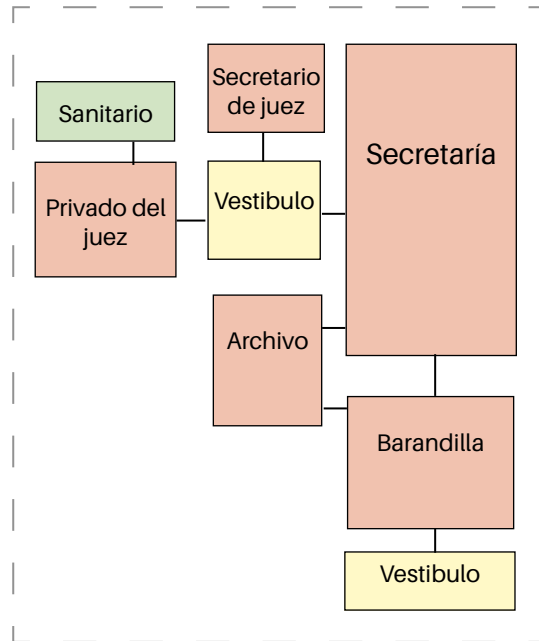 Sanitario
Secretario
de juez
Secretaría
Privado del
juez
Vestibulo
Archivo
Barandilla
Vestibulo